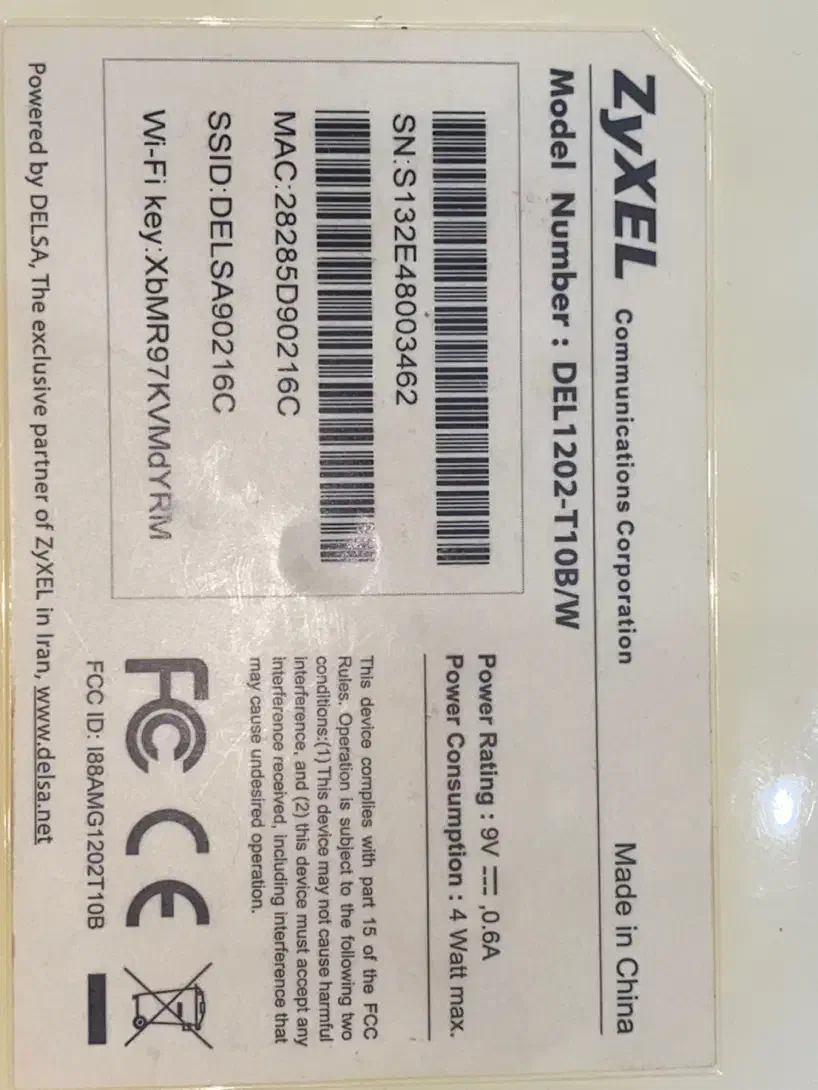 ZyXEL Communications Corporation Made in China
Model Number : DEL1202-T10B/W
SN:S132E48003462
MAC:28285D90216C
SSID:DELSA90216C
Wi-Fi key:XbMR97KVMdYRM
Power Rating : 9V ⎓ ,0.6A
Power Consumption : 4 Watt max.
This device complies with part 15 of the FCC
Rules. Operation is subject to the following two
conditions:(1)This device may not cause harmful
interference, and (2) this device must accept any
interference received, including interference that
may cause undesired operation.
FC CE
FCC ID: I88AMG1202T10B
Powered by DELSA, The exclusive partner of ZyXEL in Iran, www.delsa.net